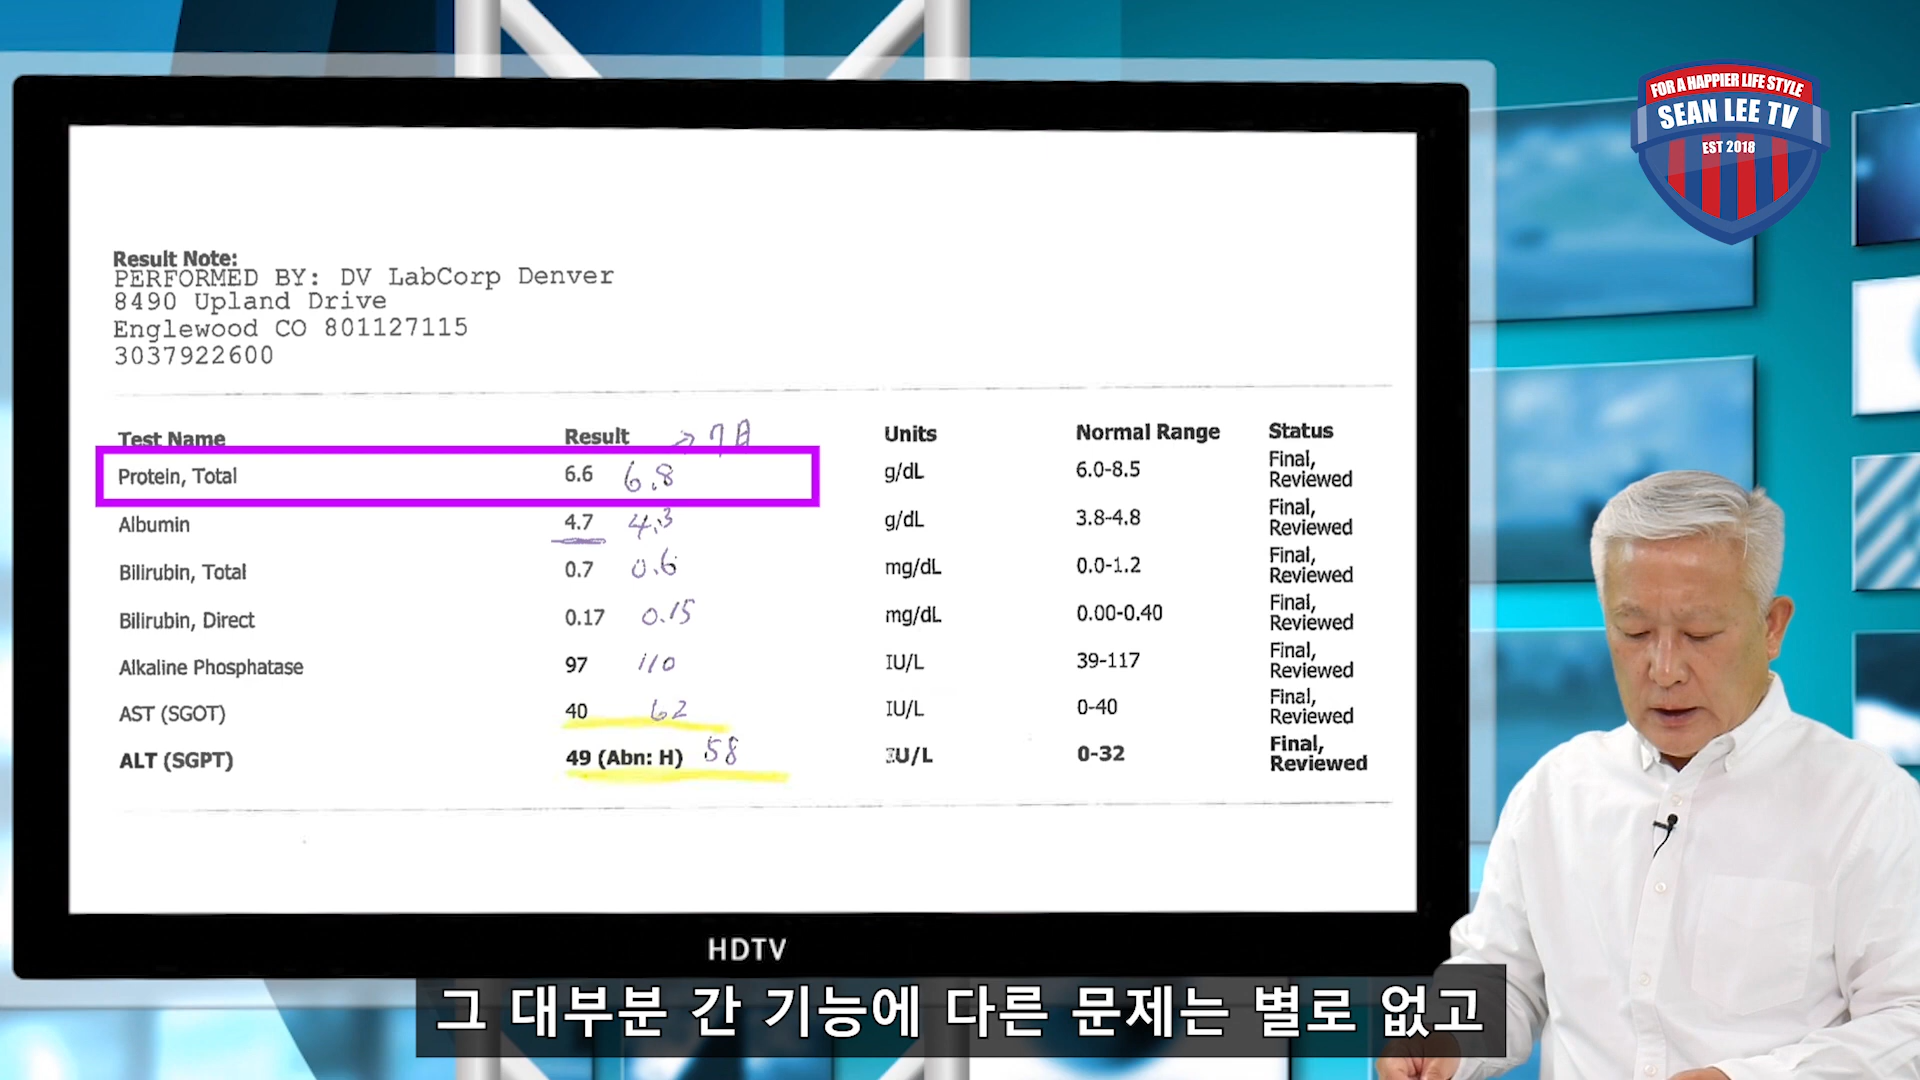 FOR A HAPPIER LIFE STYLE
SEAN LEE TV
EST 2018
Result Note:
PERFORMED BY: DV LabCorp Denver
8490 Upland Drive
Englewood CO 801127115
3037922600
→ 7月
Test Name Result Units Normal Range Status
Protein, Total 6.6 6.8 g/dL 6.0-8.5 Final, Reviewed
Albumin 4.7 4.3 g/dL 3.8-4.8 Final, Reviewed
Bilirubin, Total 0.7 0.6 mg/dL 0.0-1.2 Final, Reviewed
Bilirubin, Direct 0.17 0.15 mg/dL 0.00-0.40 Final, Reviewed
Alkaline Phosphatase 97 110 IU/L 39-117 Final, Reviewed
AST (SGOT) 40 62 IU/L 0-40 Final, Reviewed
ALT (SGPT) 49 (Abn: H) 58 IU/L 0-32 Final, Reviewed
HDTV
그 대부분 간 기능에 다른 문제는 별로 없고